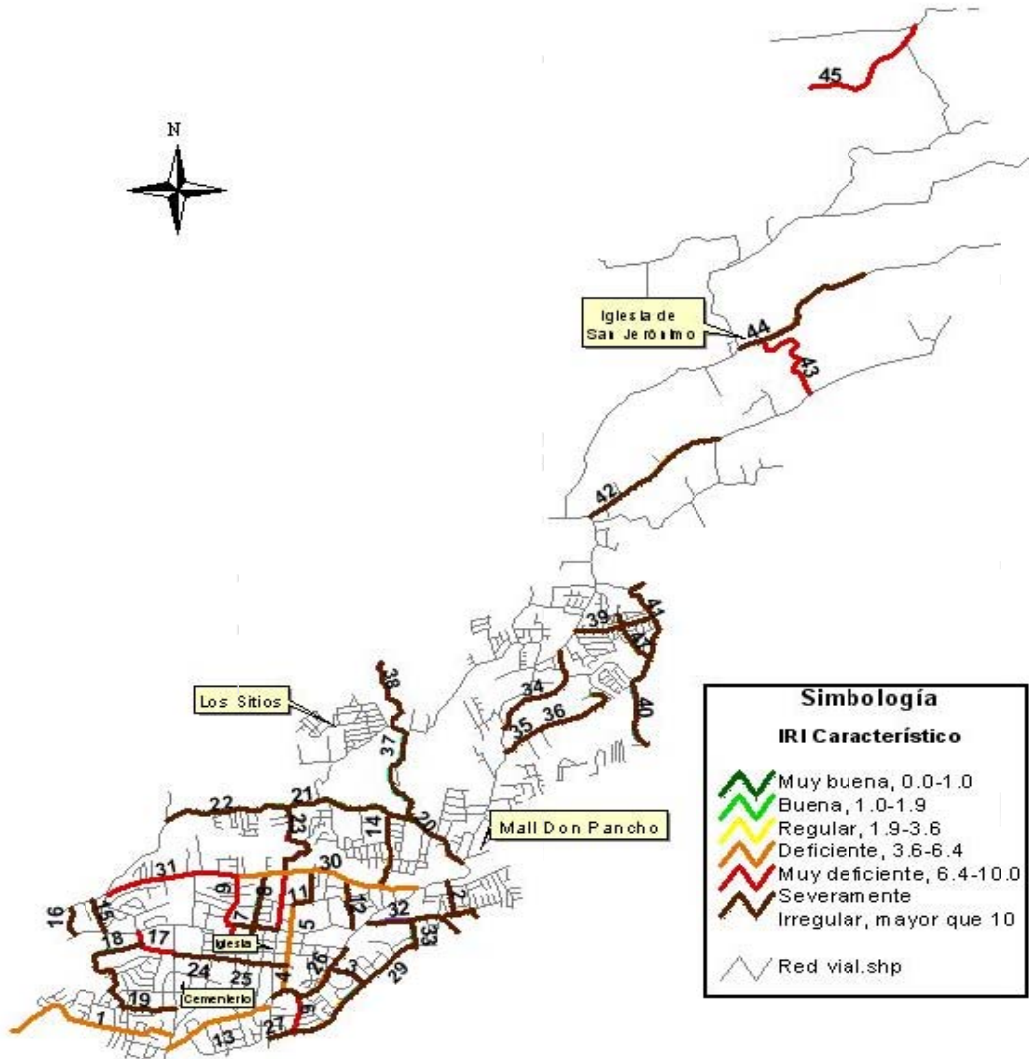 45
N
Iglesia de
San Jerónimo
44
43
42
41
39
47
38
34
36
35
40
Los Sitios
37
21
22
20
23
14
Mall Don Pancho
30
31
9
8
11
7
5
12
2
32
33
16
15
18
17
Iglesia
26
24
25
4
3
29
Cementerio
19
1
13
27
6
Simbología
IRI Característico
Muy buena, 0.0-1.0
Buena, 1.0-1.9
Regular, 1.9-3.6
Deficiente, 3.6-6.4
Muy deficiente, 6.4-10.0
Severamente
Irregular, mayor que 10
Red vial.shp